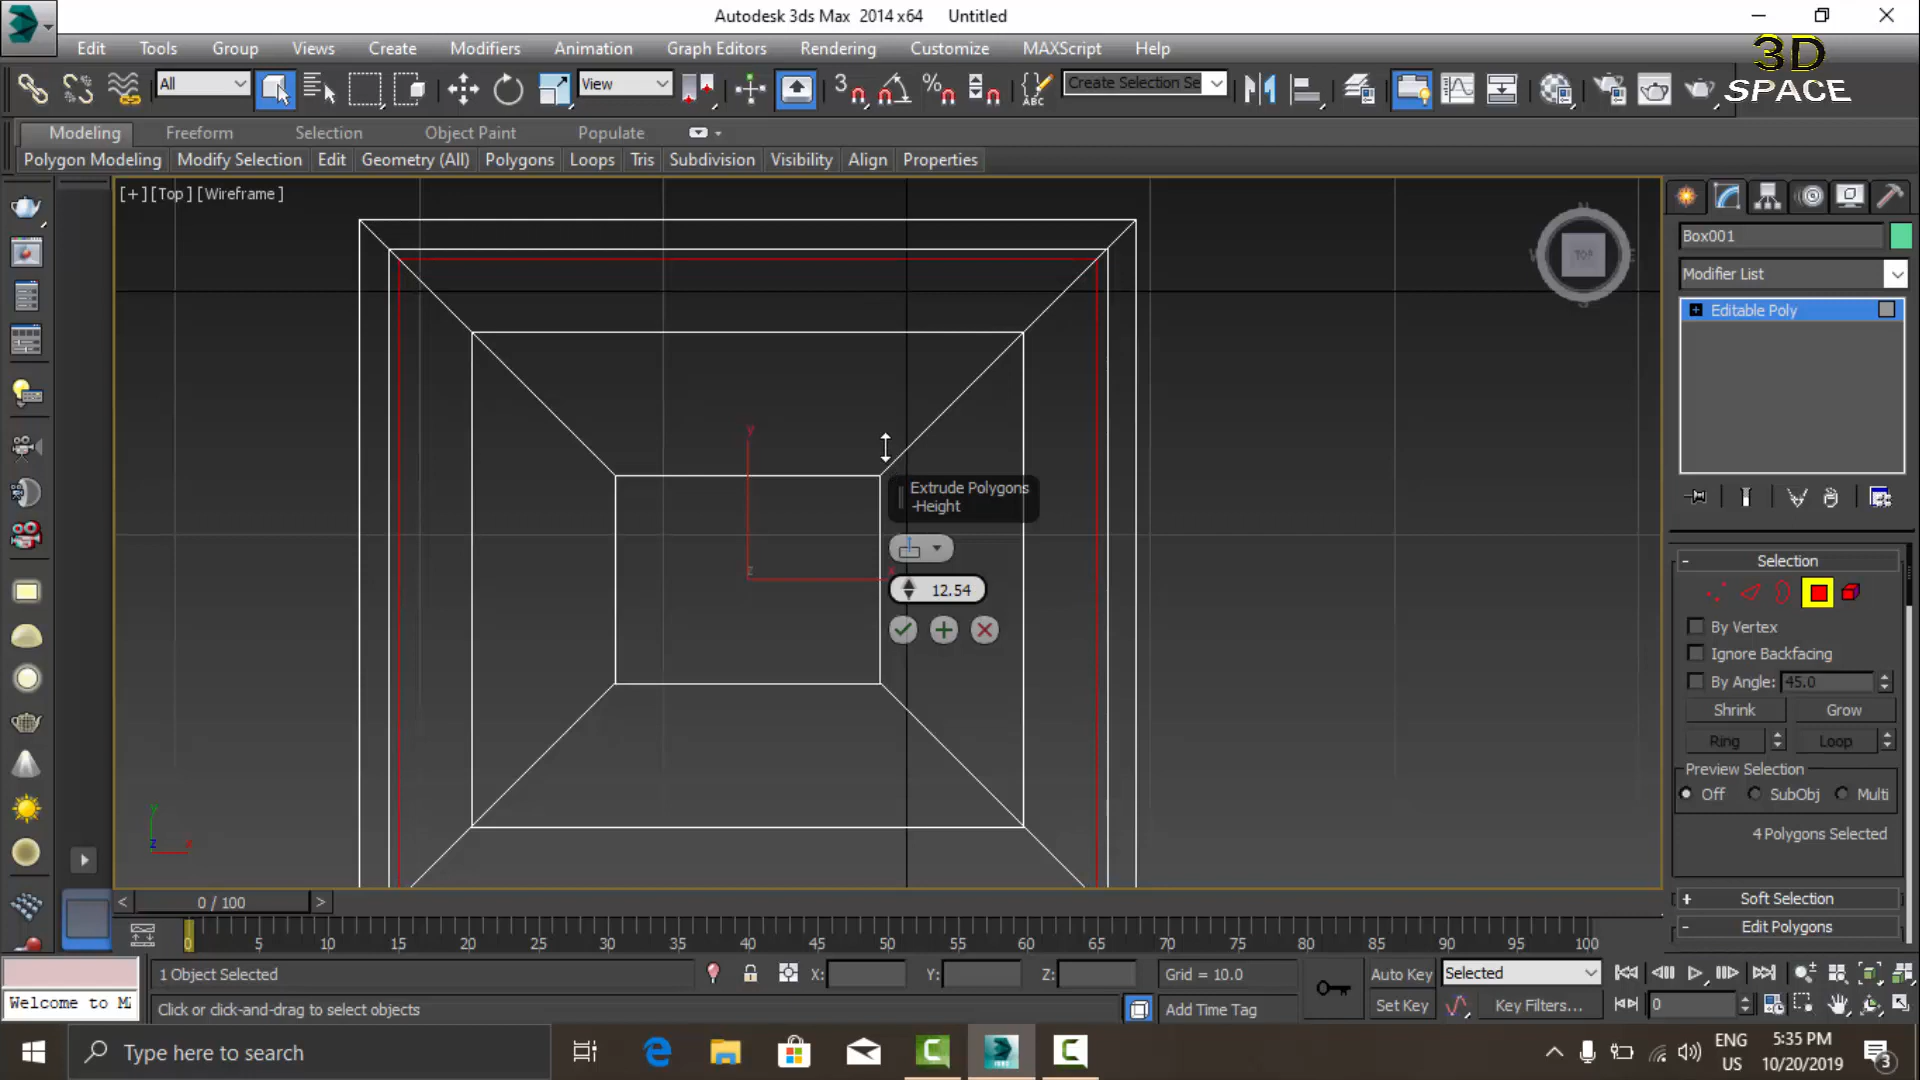 Autodesk 3ds Max 2014 x64 Untitled
Edit Tools Group Views Create Modifiers Animation Graph Editors Rendering Customize MAXScript Help
3D
SPACE
All
View
3
%
ABC
Create Selection Se
Modeling Freeform Selection Object Paint Populate
Polygon Modeling Modify Selection Edit Geometry (All) Polygons Loops Tris Subdivision Visibility Align Properties
[+][Top][Wireframe]
N
W
TOP
E
S
Box001
Modifier List
Editable Poly
y
z
x
Extrude Polygons
-Height
12.54
Selection
By Vertex
Ignore Backfacing
By Angle: 45.0
Shrink Grow
Ring Loop
Preview Selection
Off SubObj Multi
4 Polygons Selected
Soft Selection
Edit Polygons
y
z
x
< 0 / 100 >
0 5 10 15 20 25 30 35 40 45 50 55 60 65 70 75 80 85 90 95 100
1 Object Selected X: Y: Z: Grid = 10.0 Auto Key Selected
Welcome to M
Click or click-and-drag to select objects Add Time Tag Set Key Key Filters... 0
Type here to search
ENG
US
5:35 PM
10/20/2019
3